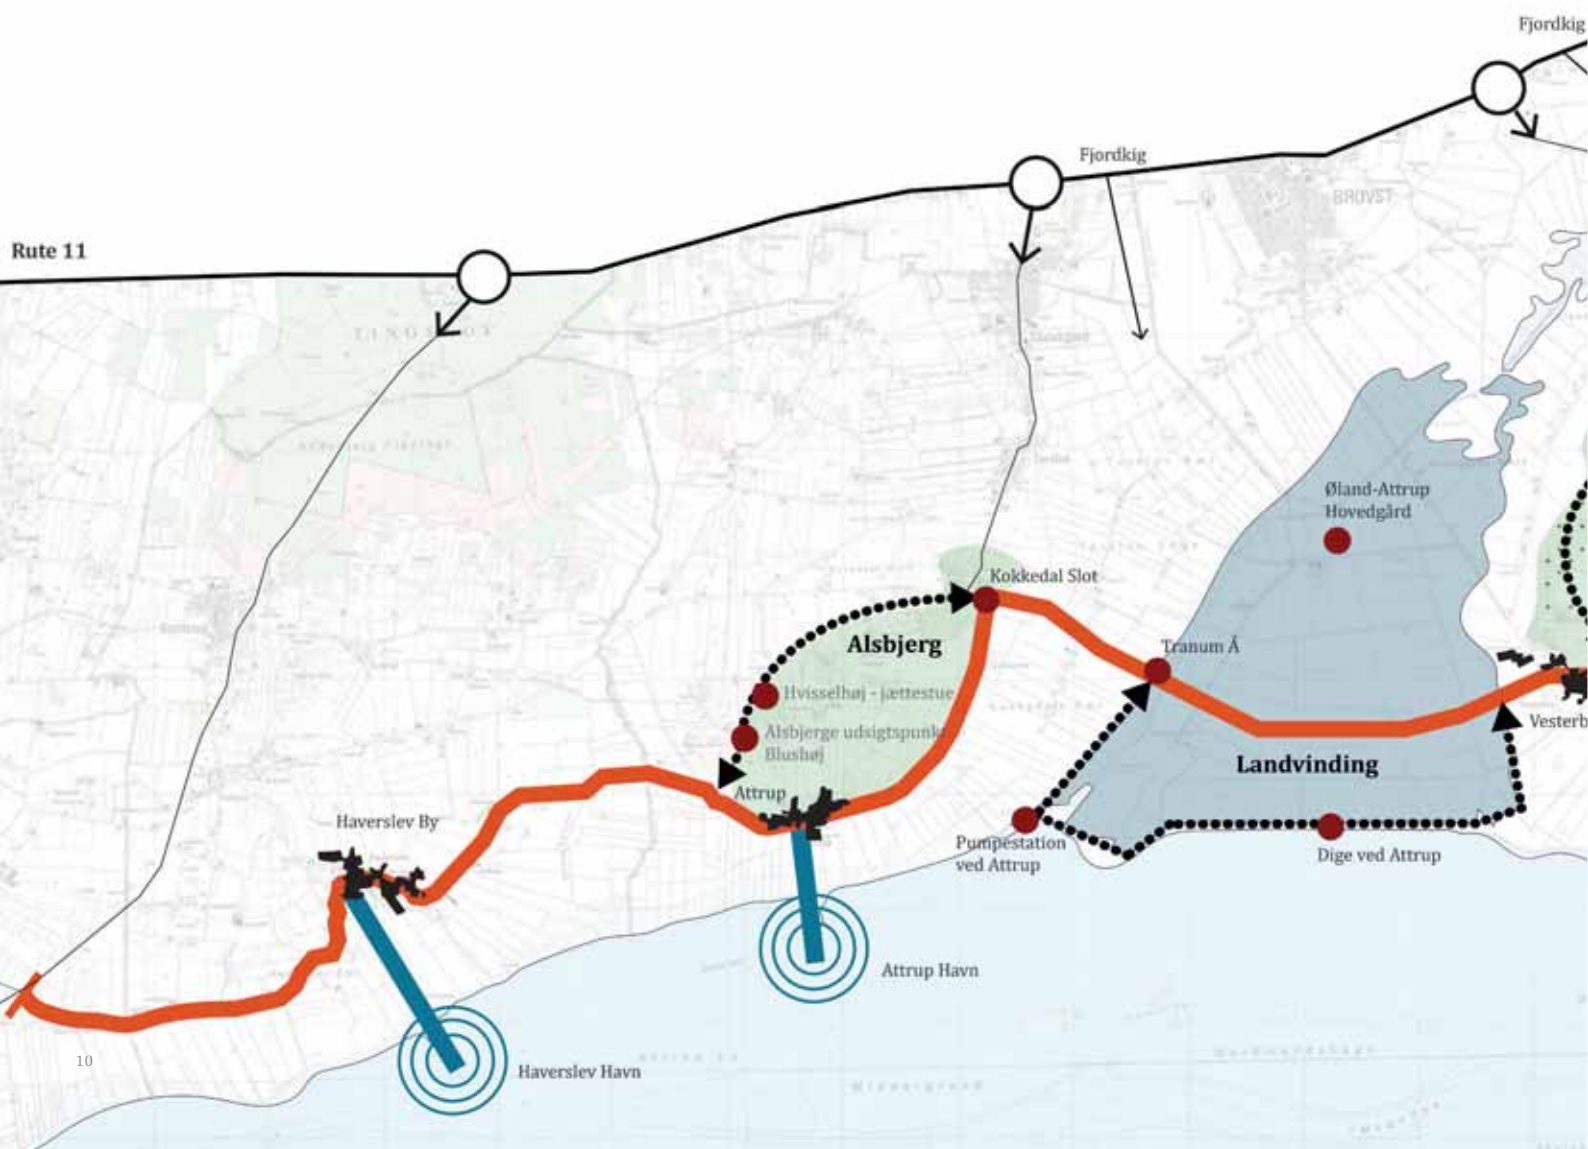 Fjordkig
Fjordkig
BROVST
Rute 11
Øland-Attrup
Hovedgård
Kokkedal Slot
Alsbjerg
Tranum Å
Hvisselhøj - jættestue
Alsbjerge udsigtspunkt
Blushøj
Vesterb
Landvinding
Attrup
Haverslev By
Pumpestation
ved Attrup
Dige ved Attrup
Attrup Havn
10
Haverslev Havn